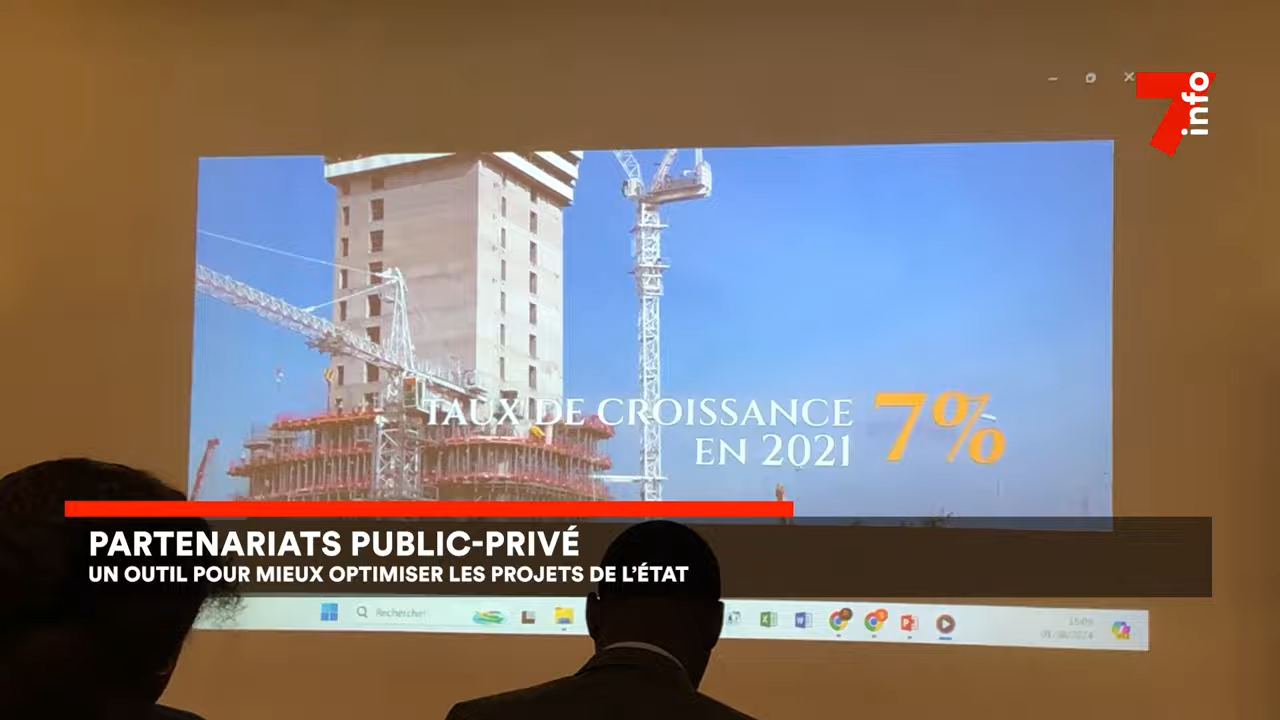 7 info
TAUX DE CROISSANCE
EN 2021
7%
PARTENARIATS PUBLIC-PRIVÉ
UN OUTIL POUR MIEUX OPTIMISER LES PROJETS DE L'ÉTAT
Rechercher